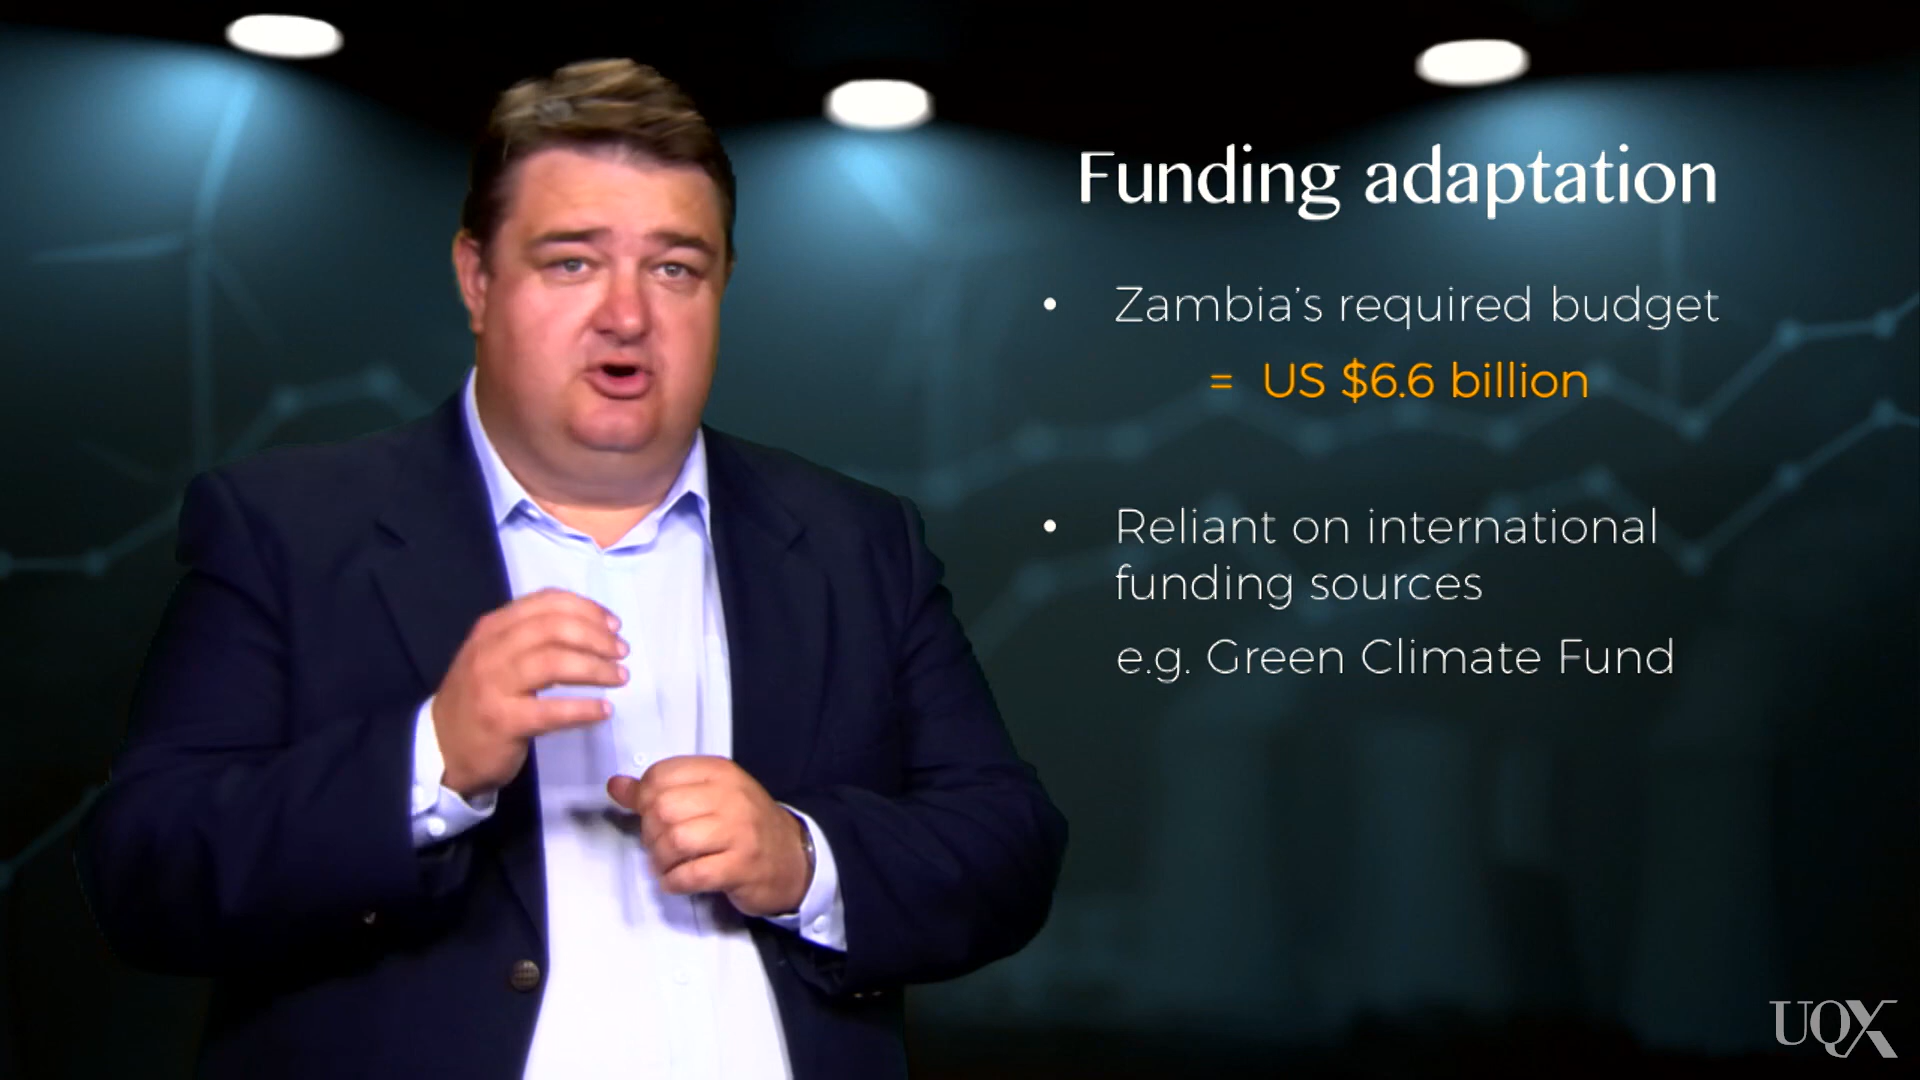 Funding adaptation
• Zambia's required budget
= US $6.6 billion
• Reliant on international
funding sources
e.g. Green Climate Fund
UQX